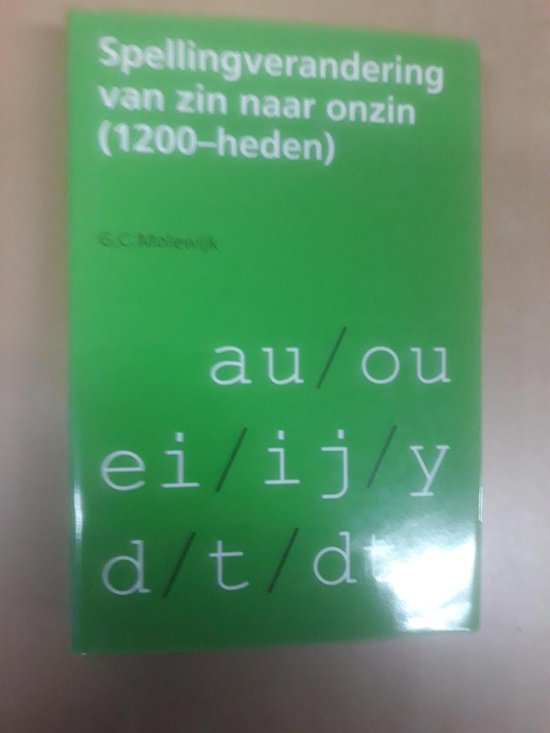 Spellingverandering
van zin naar onzin
(1200–heden)
G.C. Molewijk
au/ou
ei/ij/y
d/t/dt